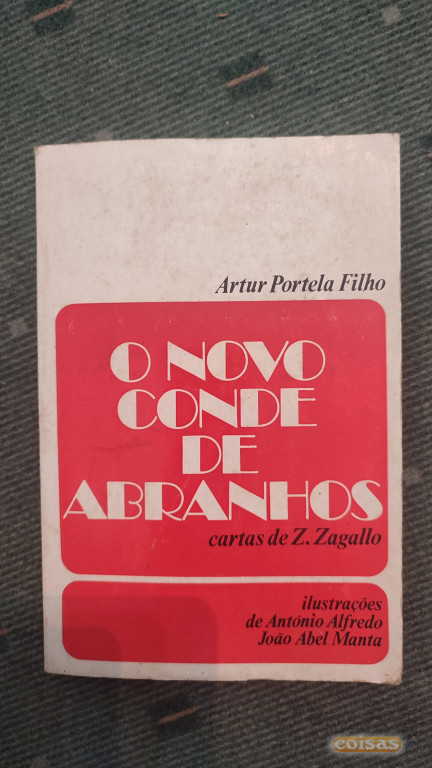 Artur Portela Filho
O NOVO
CONDE
DE
ABRANHOS
cartas de Z. Zagallo
ilustrações
de António Alfredo
João Abel Manta
coisas